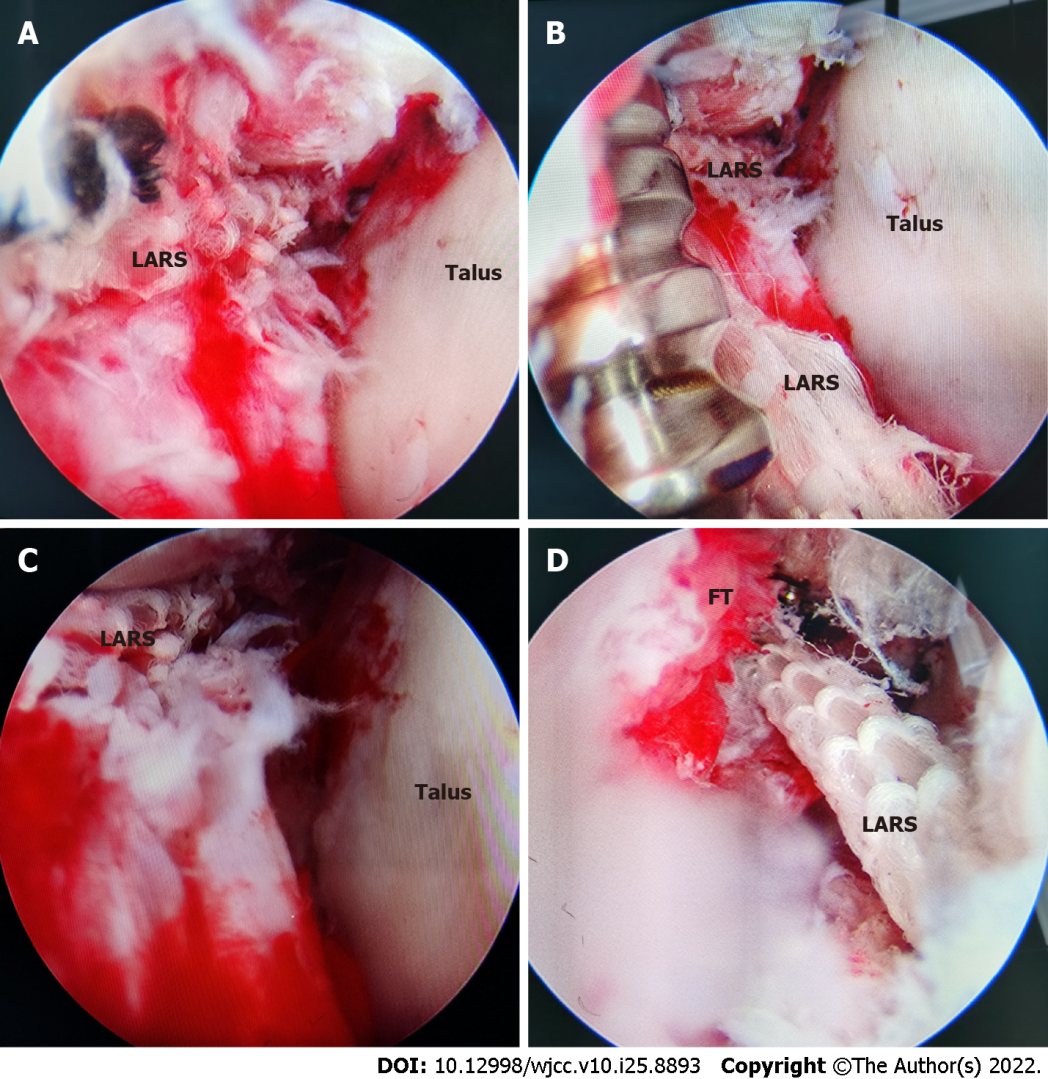 A
LARS
Talus
B
LARS
Talus
LARS
C
LARS
Talus
D
FT
LARS
DOI: 10.12998/wjcc.v10.i25.8893 Copyright ©The Author(s) 2022.